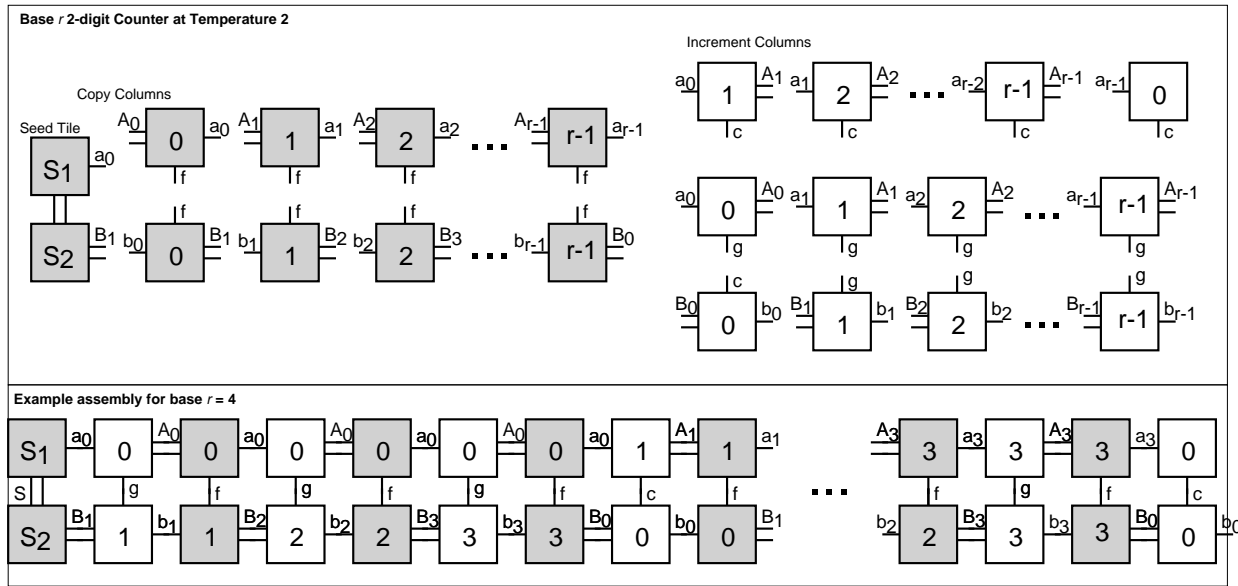 Base r 2-digit Counter at Temperature 2
Increment Columns
a0 1 A1 a1 2 A2 ... ar-2 r-1 Ar-1 ar-1 0
c c c c
Copy Columns
Seed Tile
S1 a0 A0 0 a0 A1 1 a1 A2 2 a2 ... Ar-1 r-1 ar-1
f f f f
a0 0 A0 a1 1 A1 a2 2 A2 ... ar-1 r-1 Ar-1
g g g g
f f f f
S2 B1 b0 0 B1 b1 1 B2 b2 2 B3 ... br-1 r-1 B0
c g g g
B0 0 b0 B1 1 b1 B2 2 b2 ... Br-1 r-1 br-1
Example assembly for base r = 4
S1 a0 0 A0 0 a0 0 A0 0 a0 0 A0 0 a0 1 A1 1 a1 ... A3 3 a3 3 A3 3 a3 0
S g f g f g f c f f g f c
S2 B1 1 b1 1 B2 2 b2 2 B3 3 b3 3 B0 0 b0 0 B1 ... b2 2 B3 3 b3 3 B0 0 b0